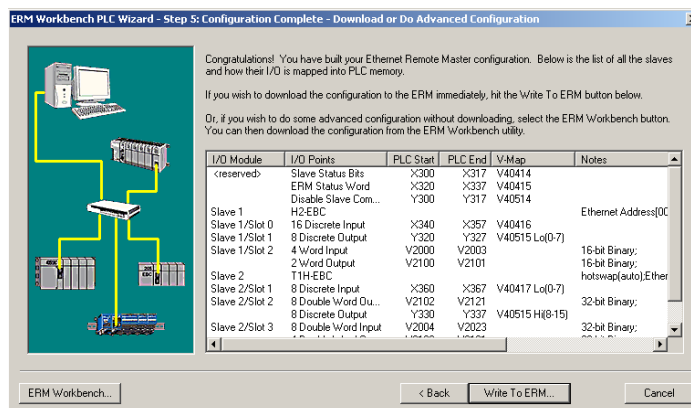 ERM Workbench PLC Wizard - Step 5: Configuration Complete - Download or Do Advanced Configuration
Congratulations! You have built your Ethernet Remote Master configuration. Below is the list of all the slaves
and how their I/O is mapped into PLC memory.
If you wish to download the configuration to the ERM immediately, hit the Write To ERM button below.
Or, if you wish to do some advanced configuration without downloading, select the ERM Workbench button.
You can then download the configuration from the ERM Workbench utility.
I/O Module I/O Points PLC Start PLC End V-Map Notes
<reserved> Slave Status Bits X300 X317 V40414
ERM Status Word X320 X337 V40415
Disable Slave Com... Y300 Y317 V40514
Slave 1 H2-EBC Ethernet Address[00
Slave 1/Slot 0 16 Discrete Input X340 X357 V40416
Slave 1/Slot 1 8 Discrete Output Y320 Y327 V40515 Lo(0-7)
Slave 1/Slot 2 4 Word Input V2000 V2003 16-bit Binary;
2 Word Output V2100 V2101 16-bit Binary;
Slave 2 T1H-EBC hotswap(auto);Ether
Slave 2/Slot 1 8 Discrete Input X360 X367 V40417 Lo(0-7)
Slave 2/Slot 2 8 Double Word Ou... V2102 V2121 32-bit Binary;
8 Discrete Output Y330 Y337 V40515 Hi(8-15)
Slave 2/Slot 3 8 Double Word Input V2004 V2023 32-bit Binary;
ERM Workbench... < Back Write To ERM... Cancel